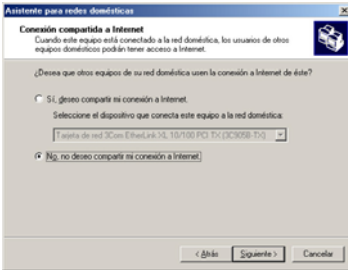 Asistente para redes domésticas
Conexión compartida a Internet
Cuando este equipo está conectado a la red doméstica, los usuarios de otros
equipos domésticos podrán tener acceso a Internet.
¿Desea que otros equipos de su red doméstica usen la conexión a Internet de éste?
Sí, deseo compartir mi conexión a Internet.
Seleccione el dispositivo que conecta este equipo a la red doméstica:
Tarjeta de red 3Com EtherLink XL 10/100 PCI TX (3C905B-TX)
No, no deseo compartir mi conexión a Internet.
< Atrás
Siguiente >
Cancelar